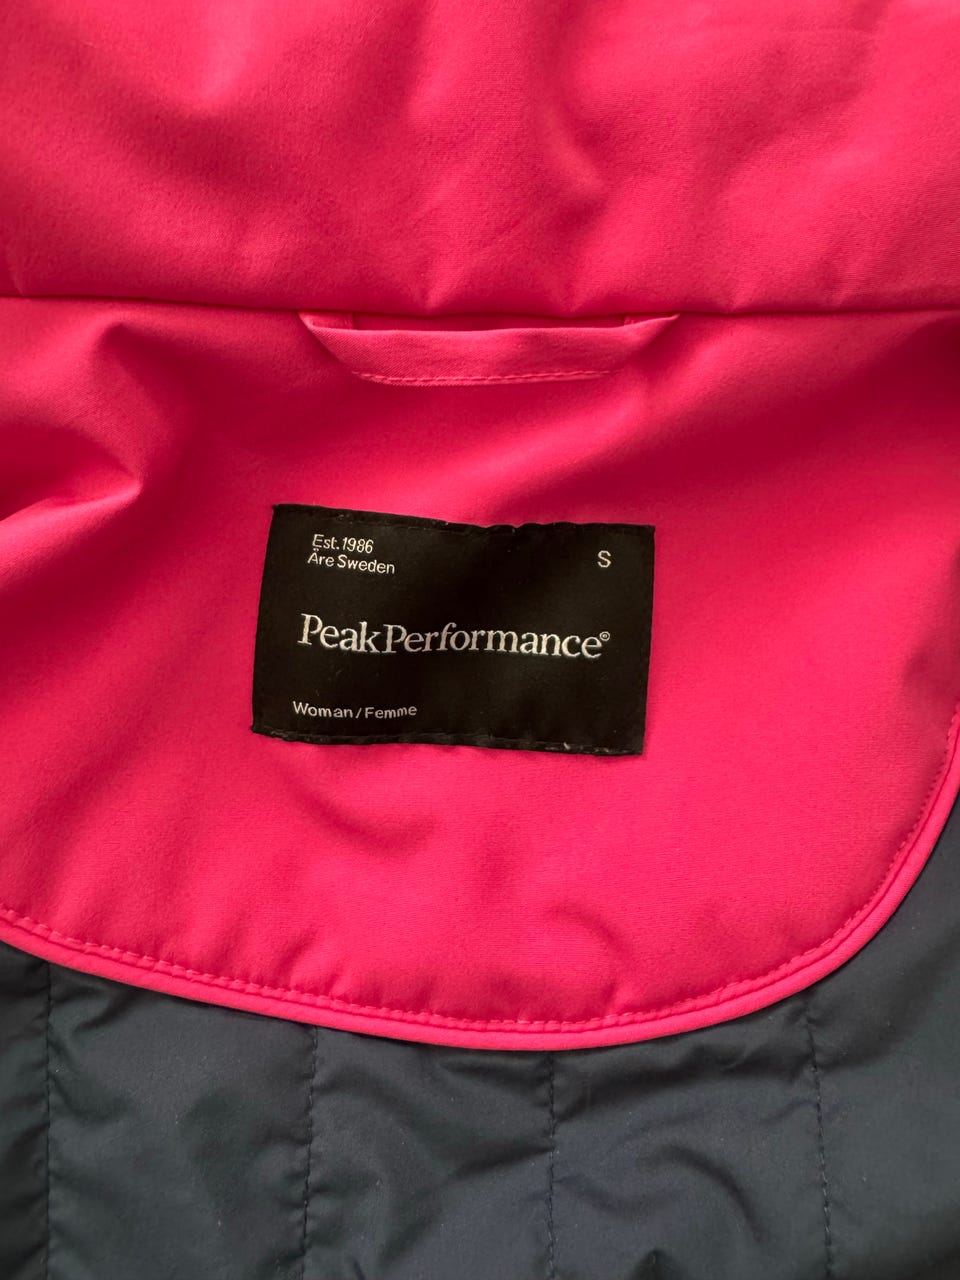 Est. 1986
S
Åre Sweden
PeakPerformance®
Woman/Femme